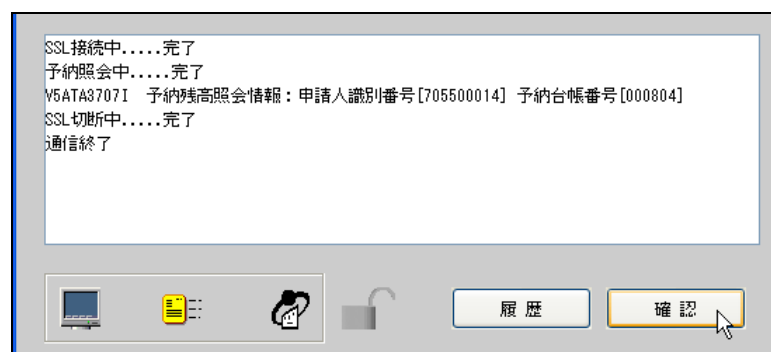 SSL接続中.....完了
予納照会中.....完了
V5ATA3707I　予納残高照会情報：申請人識別番号[705500014] 予納台帳番号[000804]
SSL切断中.....完了
通信終了
履 歴
確 認